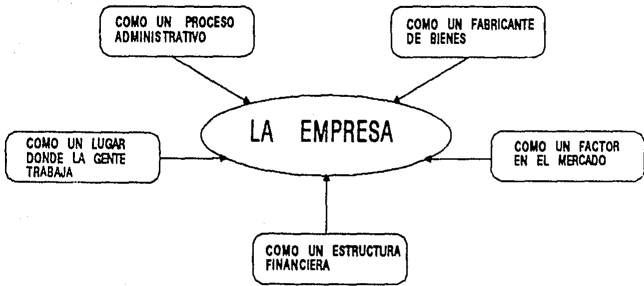 COMO UN PROCESO
ADMINISTRATIVO
COMO UN FABRICANTE
DE BIENES
LA EMPRESA
COMO UN LUGAR
DONDE LA GENTE
TRABAJA
COMO UN FACTOR
EN EL MERCADO
COMO UN ESTRUCTURA
FINANCIERA